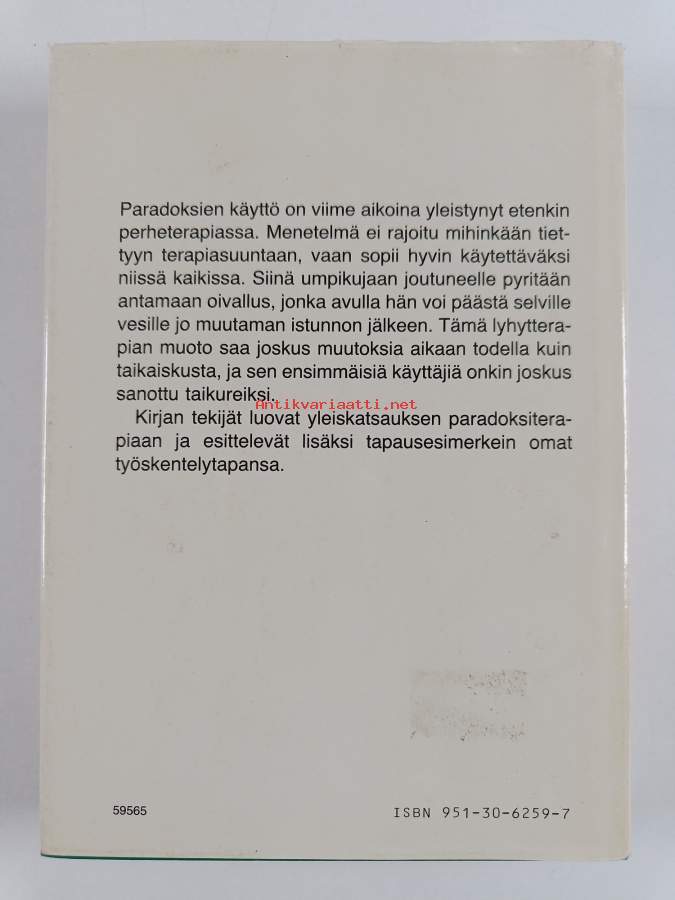 Paradoksien käyttö on viime aikoina yleistynyt etenkin
perheterapiassa. Menetelmä ei rajoitu mihinkään tiet-
tyyn terapiasuuntaan, vaan sopii hyvin käytettäväksi
niissä kaikissa. Siinä umpikujaan joutuneelle pyritään
antamaan oivallus, jonka avulla hän voi päästä selville
vesille jo muutaman istunnon jälkeen. Tämä lyhyttera-
pian muoto saa joskus muutoksia aikaan todella kuin
taikaiskusta, ja sen ensimmäisiä käyttäjiä onkin joskus
sanottu taikureiksi.
Antikvariaatti.net
Kirjan tekijät luovat yleiskatsauksen paradoksitera-
piaan ja esittelevät lisäksi tapausesimerkein omat
työskentelytapansa.
59565
ISBN 951-30-6259-7